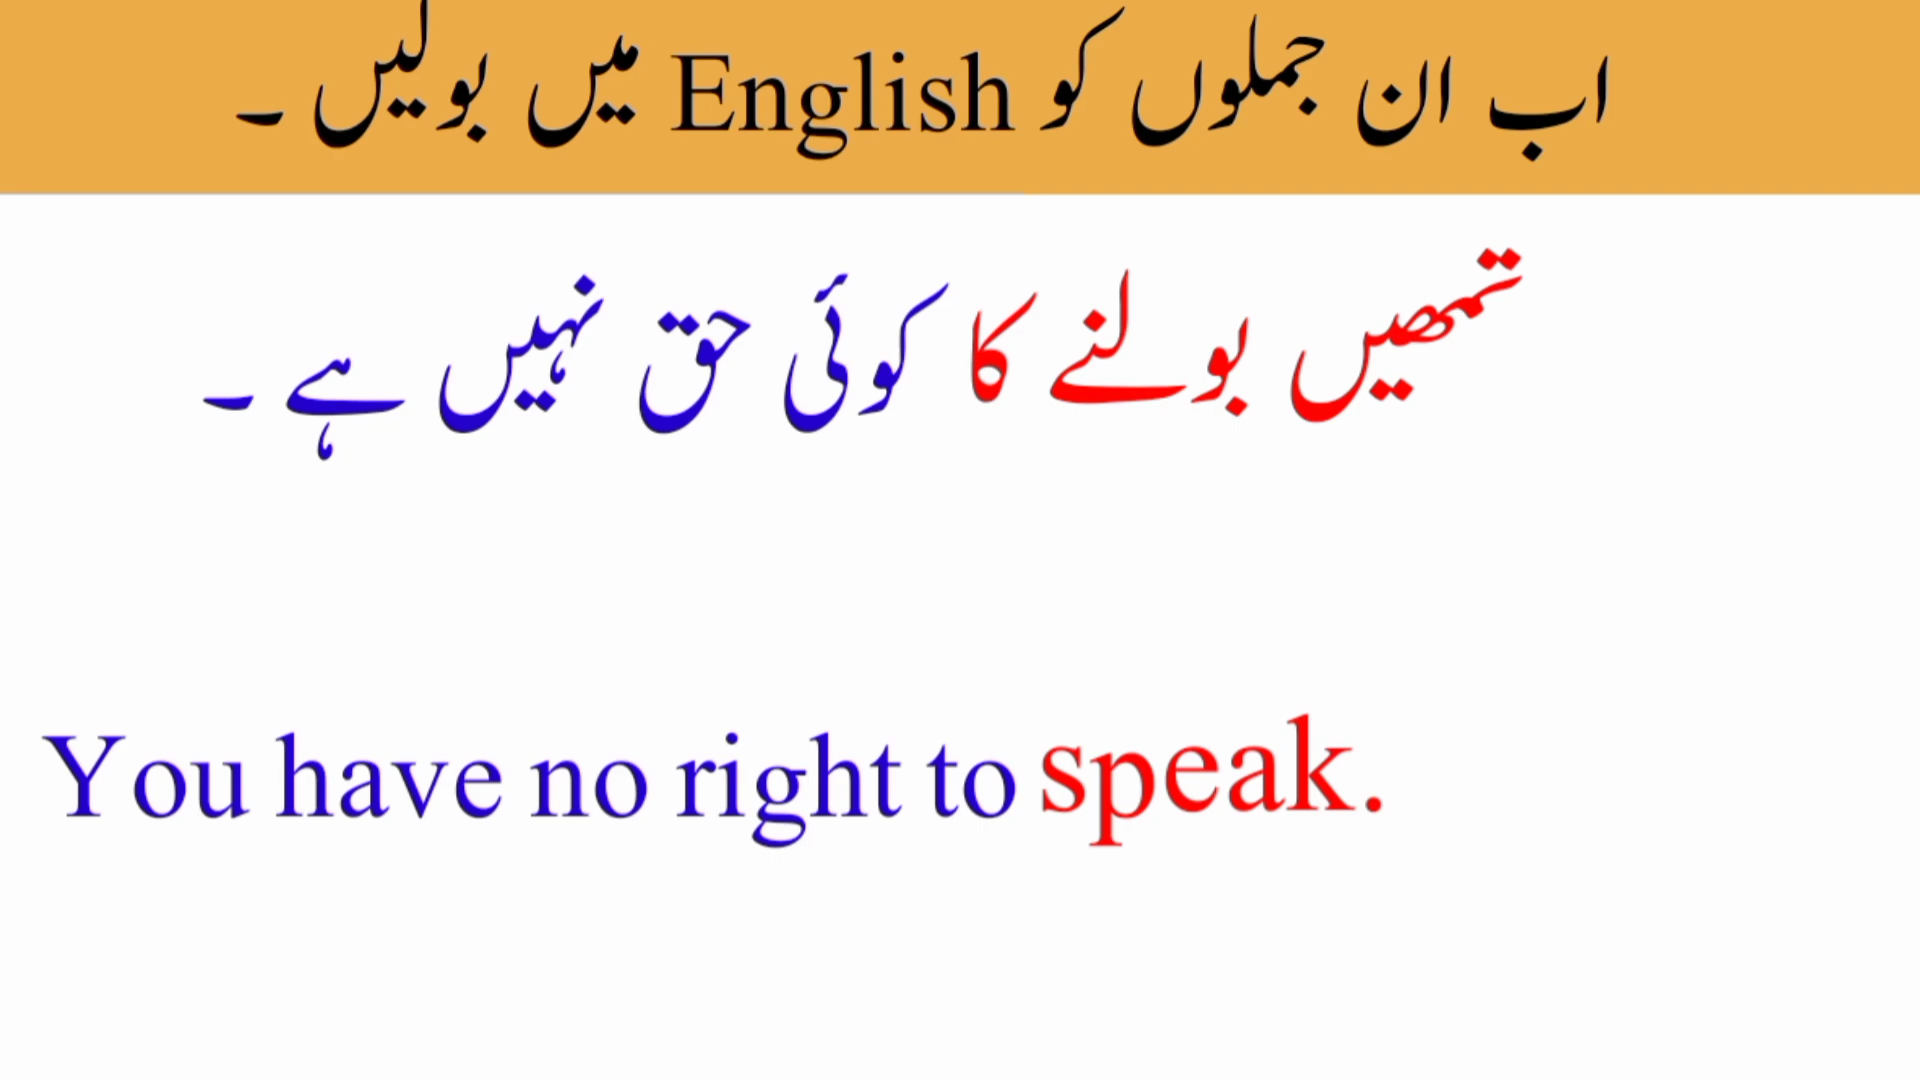 اب ان جملوں کو English میں بولیں ۔
تمھیں بولنے کا کوئی حق نہیں ہے ۔
You have no right to speak.